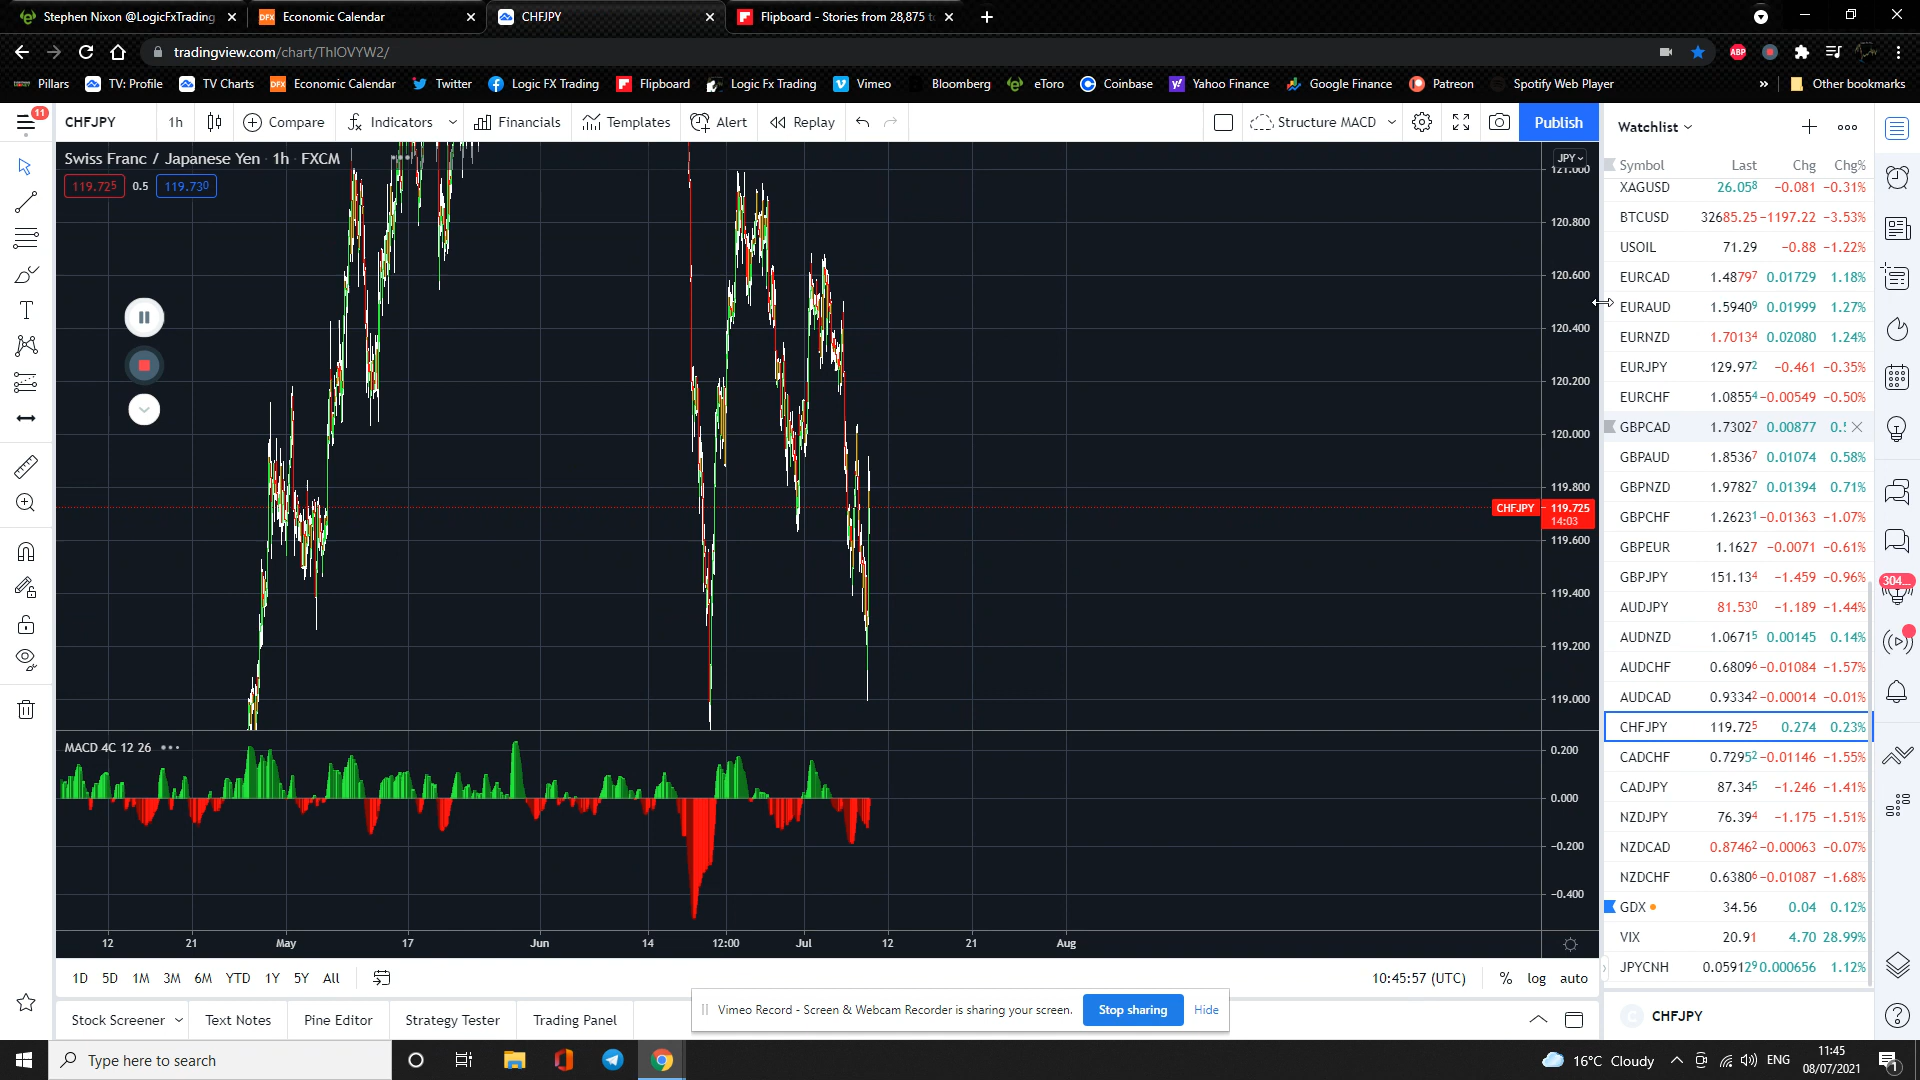 Stephen Nixon @LogicFxTrading
Economic Calendar
CHFJPY
Flipboard - Stories from 28,875 t
tradingview.com/chart/ThIOVYW2/
ABP
Pillars
TV: Profile
TV Charts
DFX Economic Calendar
Twitter
Logic FX Trading
Flipboard
Logic Fx Trading
Vimeo
Bloomberg
eToro
Coinbase
Yahoo Finance
Google Finance
Patreon
Spotify Web Player
»
Other bookmarks
11
CHFJPY
1h
Compare
Indicators
Financials
Templates
Alert
Replay
Structure MACD
Publish
Watchlist
Swiss Franc / Japanese Yen · 1h · FXCM
119.725 0.5 119.730
JPY
121.000
120.800
120.600
120.400
120.200
120.000
119.800
CHFJPY 119.725
14:03
119.600
119.400
119.200
119.000
MACD 4C 12 26
0.200
0.000
-0.200
-0.400
12 21 May 17 Jun 14 12:00 Jul 12 21 Aug
Symbol Last Chg Chg%
XAGUSD 26.058 −0.081 −0.31%
BTCUSD 32685.25 −1197.22 −3.53%
USOIL 71.29 −0.88 −1.22%
EURCAD 1.48797 0.01729 1.18%
EURAUD 1.59409 0.01999 1.27%
EURNZD 1.70134 0.02080 1.24%
EURJPY 129.972 −0.461 −0.35%
EURCHF 1.08554 −0.00549 −0.50%
GBPCAD 1.73027 0.00877 0.5
GBPAUD 1.85367 0.01074 0.58%
GBPNZD 1.97827 0.01394 0.71%
GBPCHF 1.26231 −0.01363 −1.07%
GBPEUR 1.1627 −0.0071 −0.61%
GBPJPY 151.134 −1.459 −0.96%
AUDJPY 81.530 −1.189 −1.44%
AUDNZD 1.06715 0.00145 0.14%
AUDCHF 0.68096 −0.01084 −1.57%
AUDCAD 0.93342 −0.00014 −0.01%
CHFJPY 119.725 0.274 0.23%
CADCHF 0.72952 −0.01146 −1.55%
CADJPY 87.345 −1.246 −1.41%
NZDJPY 76.394 −1.175 −1.51%
NZDCAD 0.87462 −0.00063 −0.07%
NZDCHF 0.63806 −0.01087 −1.68%
GDX 34.56 0.04 0.12%
VIX 20.91 4.70 28.99%
JPYCNH 0.059129 0.000656 1.12%
CHFJPY
304...
1D 5D 1M 3M 6M YTD 1Y 5Y All
10:45:57 (UTC) % log auto
Stock Screener
Text Notes
Pine Editor
Strategy Tester
Trading Panel
Vimeo Record - Screen & Webcam Recorder is sharing your screen.
Stop sharing
Hide
Type here to search
16°C Cloudy
ENG
11:45
08/07/2021
1